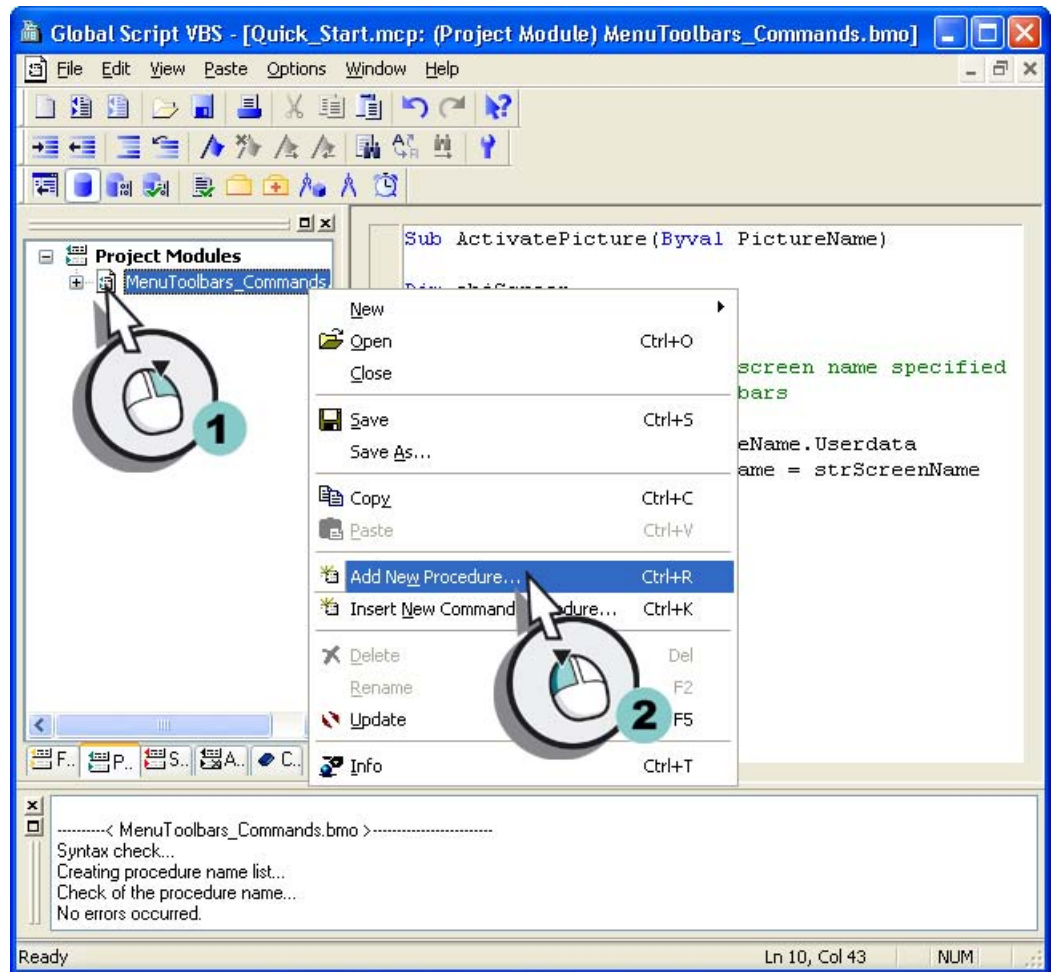 Global Script VBS - [Quick_Start.mcp: (Project Module) MenuToolbars_Commands.bmo]
File Edit View Paste Options Window Help
Project Modules
MenuToolbars_Commands.
Sub ActivatePicture(Byval PictureName)
screen name specified
bars
eName.Userdata
ame = strScreenName
New
Open Ctrl+O
Close
Save Ctrl+S
Save As...
Copy Ctrl+C
Paste Ctrl+V
Add New Procedure... Ctrl+R
Insert New Command edure... Ctrl+K
Delete Del
Rename F2
Update F5
Info Ctrl+T
1
2
F.. P.. S.. A.. C..
----------< MenuToolbars_Commands.bmo >------------------------
Syntax check...
Creating procedure name list...
Check of the procedure name...
No errors occurred.
Ready Ln 10, Col 43 NUM